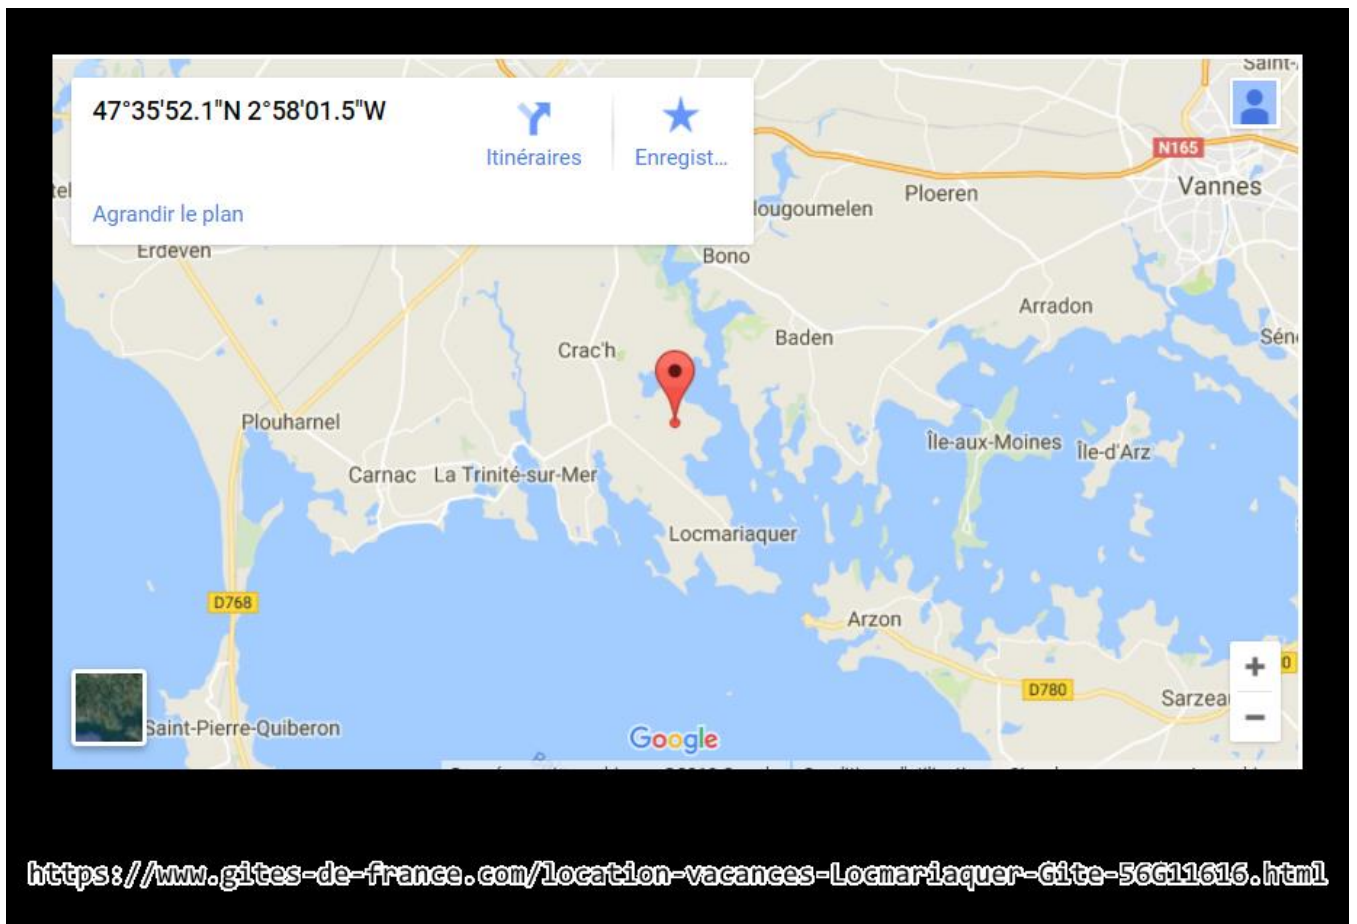 Saint-
47°35'52.1"N 2°58'01.5"W
Itinéraires
Enregist...
Agrandir le plan
N165
Vannes
Ploeren
lougoumelen
Erdeven
Bono
Arradon
Crac'h
Baden
Séné
Plouharnel
Île-aux-Moines
Île-d'Arz
Carnac
La Trinité-sur-Mer
Locmariaquer
D768
Arzon
D780
Sarzea
Saint-Pierre-Quiberon
Google
https://www.gites-de-france.com/location-vacances-Locmariaquer-Gite-56G11616.html